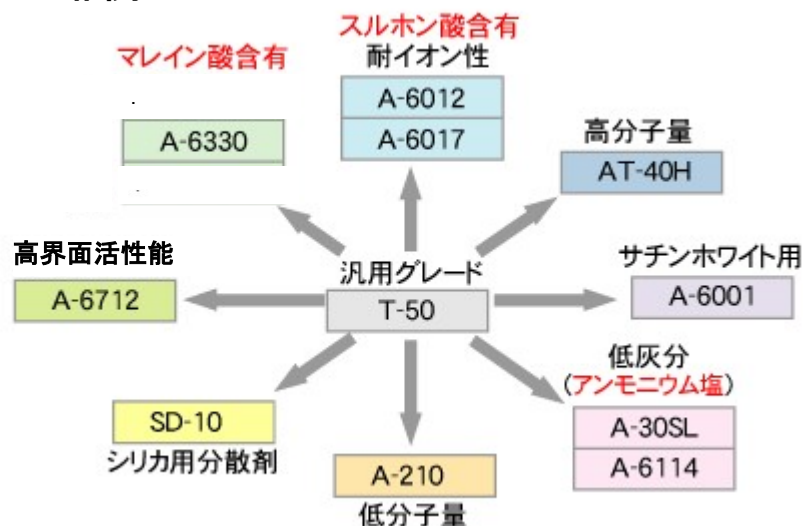 スルホン酸含有
マレイン酸含有
耐イオン性
A-6012
A-6330
A-6017
高分子量
AT-40H
高界面活性能
汎用グレード
サチンホワイト用
A-6712
T-50
A-6001
低灰分
(アンモニウム塩)
SD-10
A-30SL
シリカ用分散剤
A-210
A-6114
低分子量